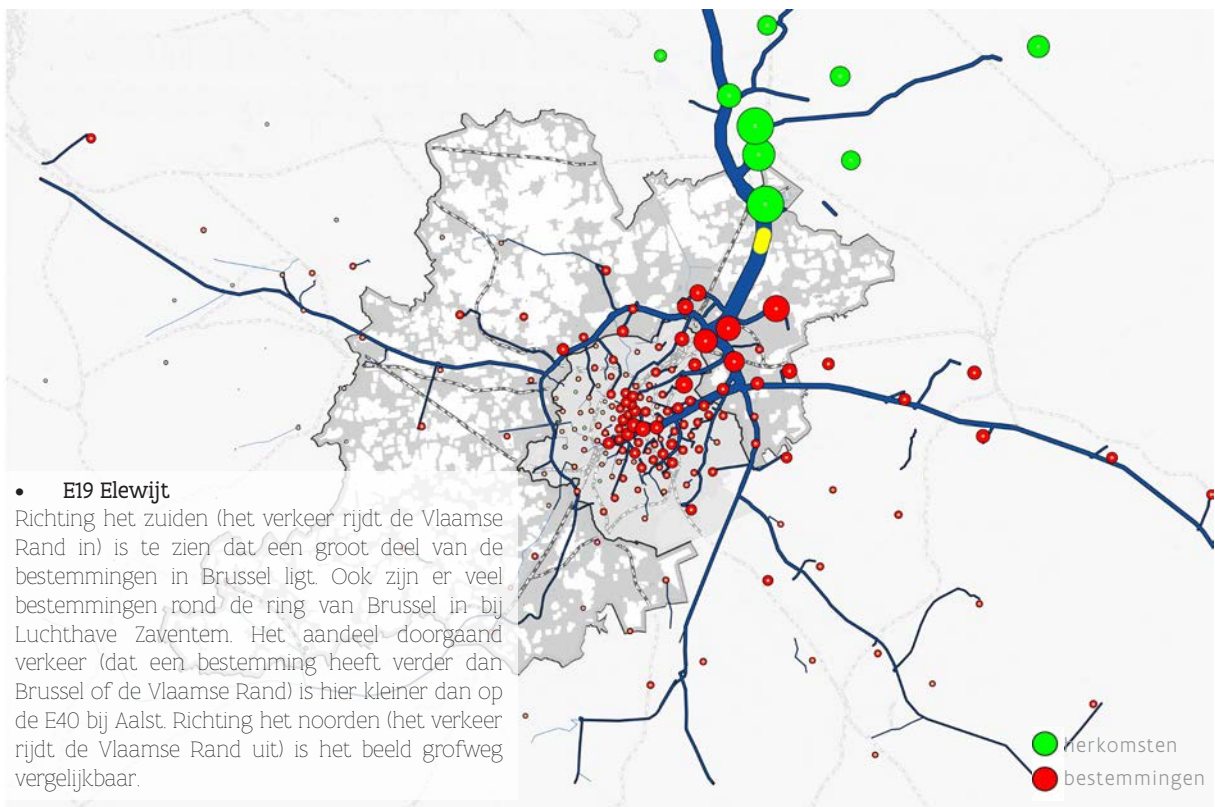 • E19 Elewijt
Richting het zuiden (het verkeer rijdt de Vlaamse
Rand in) is te zien dat een groot deel van de
bestemmingen in Brussel ligt. Ook zijn er veel
bestemmingen rond de ring van Brussel in bij
Luchthave Zaventem. Het aandeel doorgaand
verkeer (dat een bestemming heeft verder dan
Brussel of de Vlaamse Rand) is hier kleiner dan op
de E40 bij Aalst. Richting het noorden (het verkeer
rijdt de Vlaamse Rand uit) is het beeld grofweg
vergelijkbaar.
herkomsten
bestemmingen